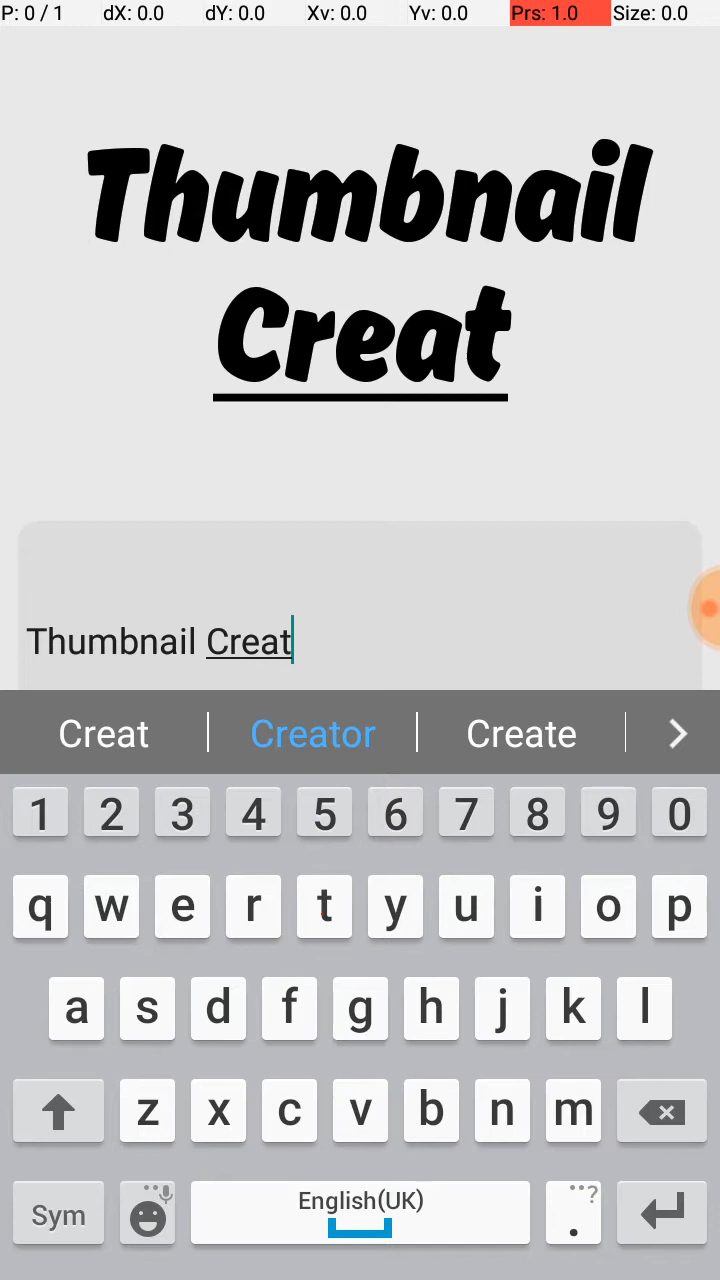 P: 0 / 1 dX: 0.0 dY: 0.0 Xv: 0.0 Yv: 0.0 Prs: 1.0 Size: 0.0
Thumbnail
Creat
Thumbnail Creat
Creat Creator Create
1 2 3 4 5 6 7 8 9 0
q w e r t y u i o p
a s d f g h j k l
z x c v b n m
Sym English(UK) . ?